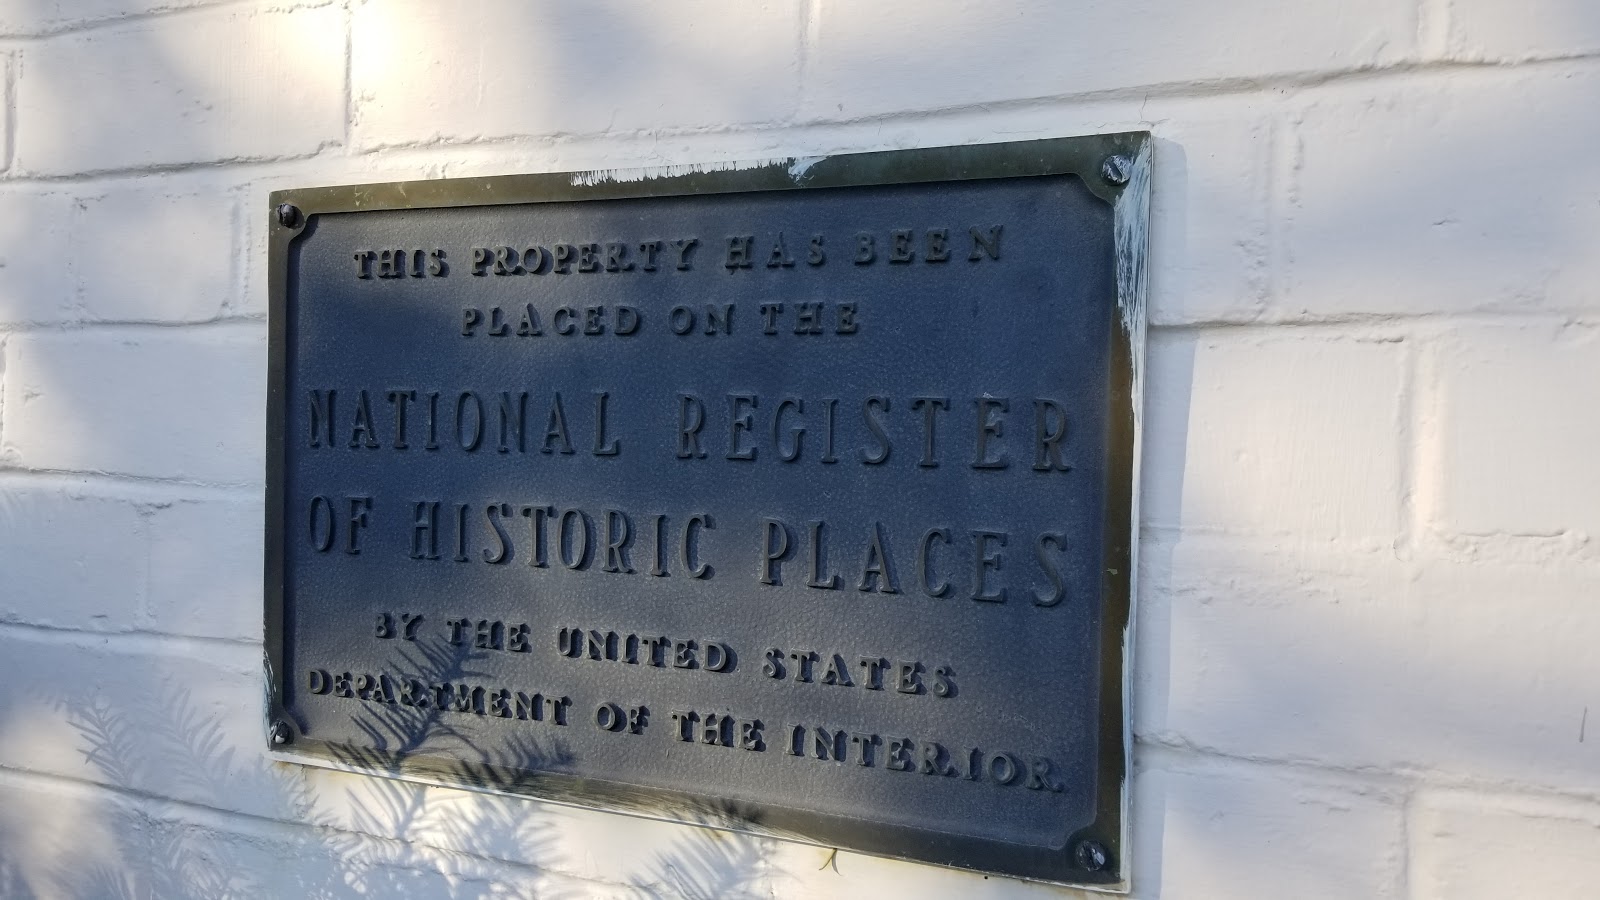 THIS PROPERTY HAS BEEN
PLACED ON THE
NATIONAL REGISTER
OF HISTORIC PLACES
BY THE UNITED STATES
DEPARTMENT OF THE INTERIOR.